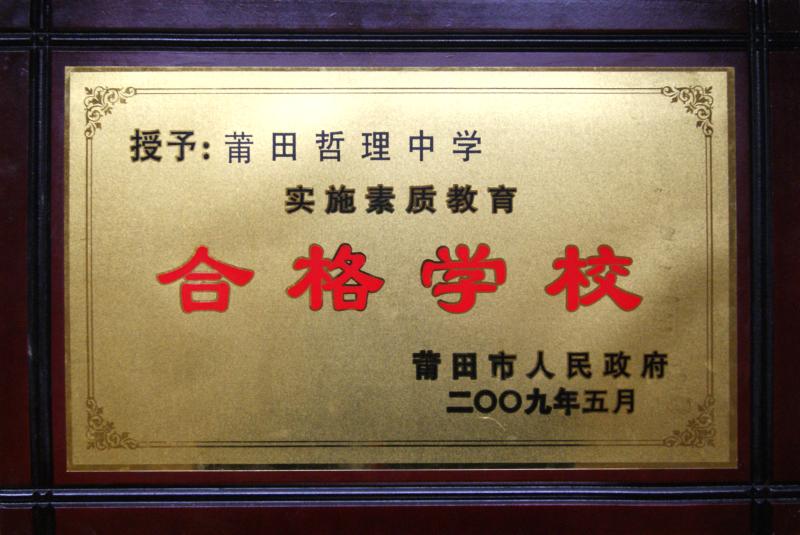 授予:莆田哲理中学
实施素质教育
合格学校
莆田市人民政府
二〇〇九年五月